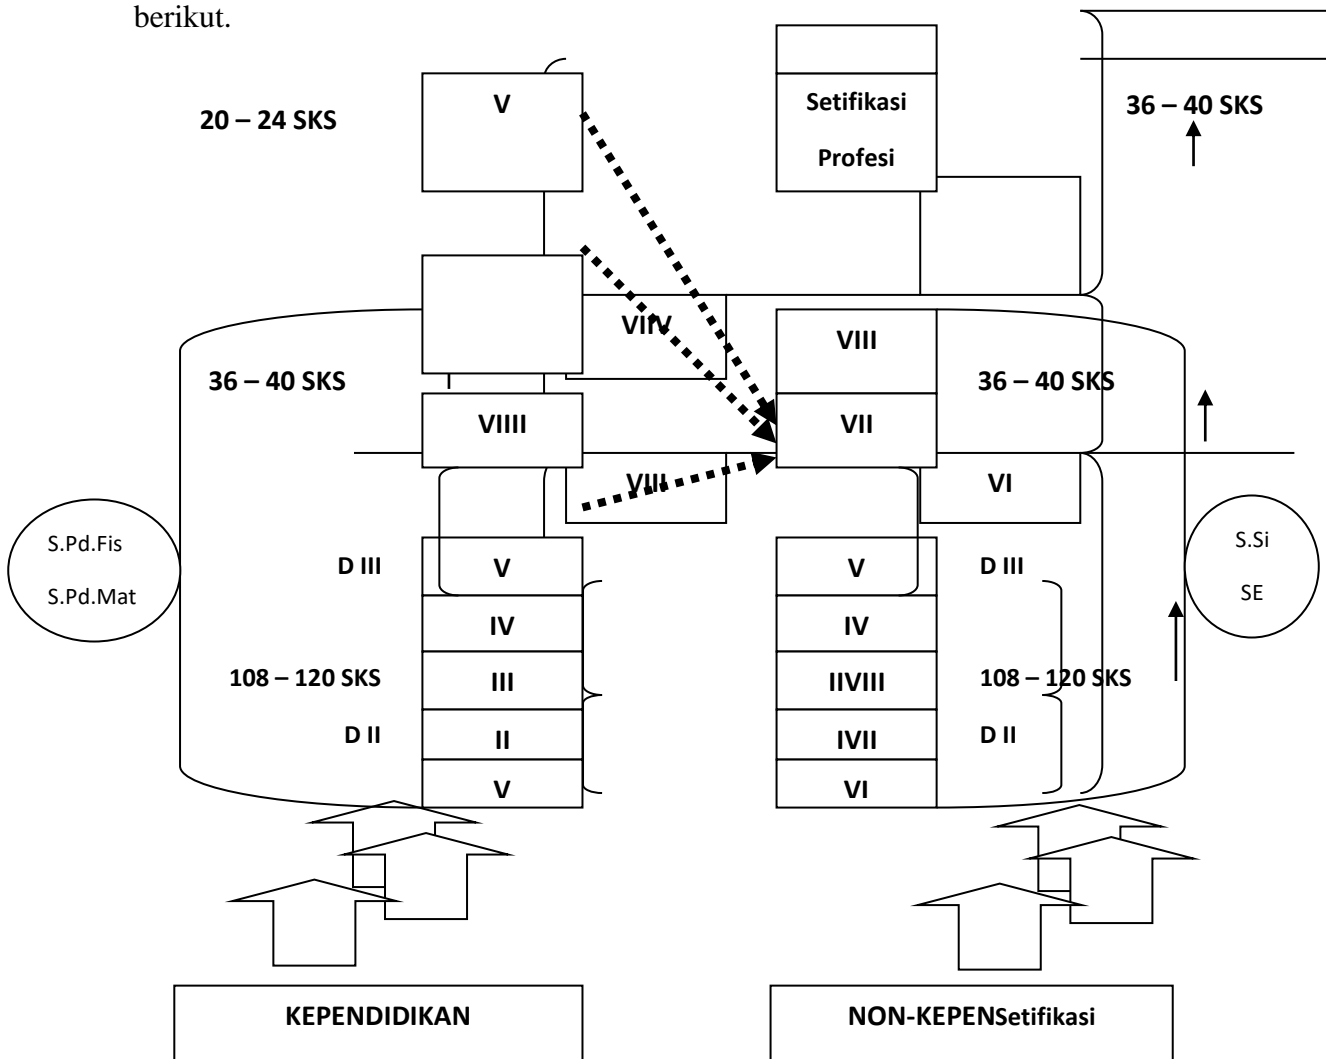 berikut.
20 – 24 SKS
V
Setifikasi
Profesi
36 – 40 SKS
VIIV
VIII
36 – 40 SKS
36 – 40 SKS
VIIII
VII
VIII
VI
S.Pd.Fis
S.Pd.Mat
D III
V
V
D III
S.Si
SE
IV
IV
108 – 120 SKS
III
IIVIII
108 – 120 SKS
D II
II
IVII
D II
V
VI
KEPENDIDIKAN
NON-KEPENSetifikasi